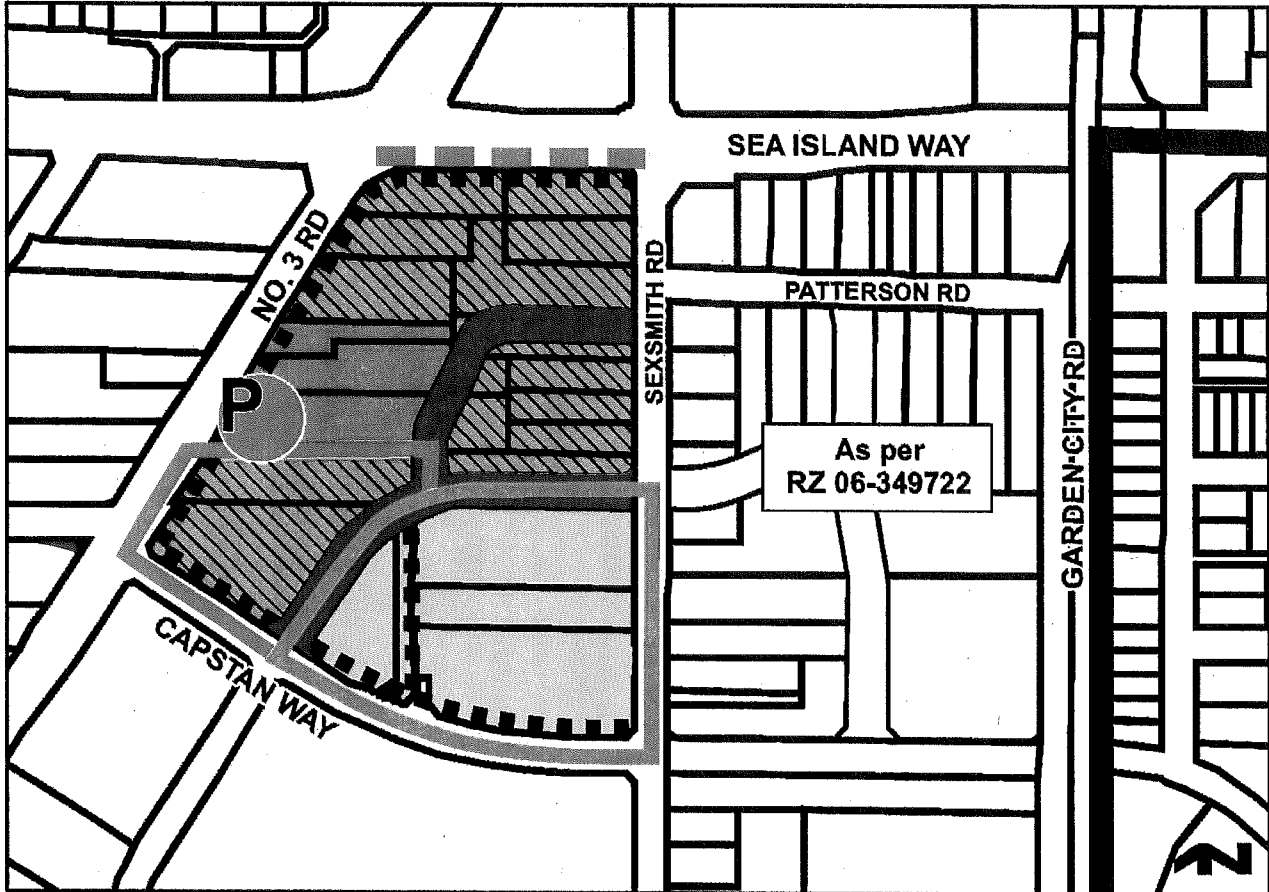 SEA ISLAND WAY
NO. 3 RD
SEXSMITH RD
PATTERSON RD
P
As per
RZ 06-349722
GARDEN CITY RD
CAPSTAN WAY
N